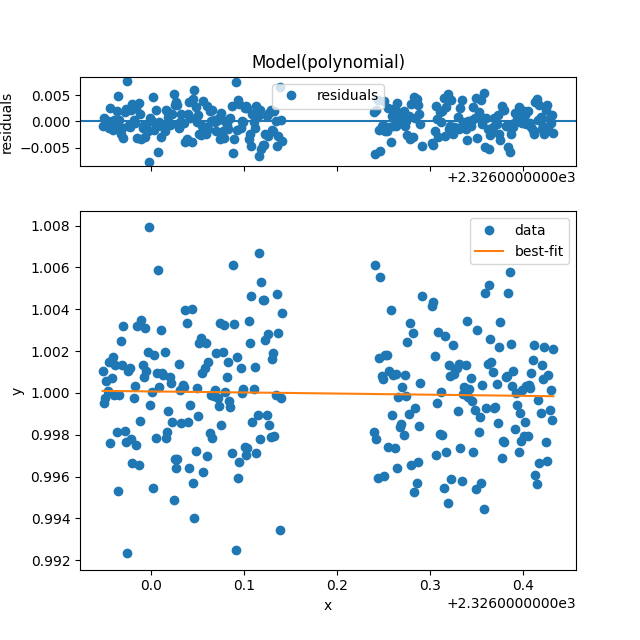 Model(polynomial)
residuals
0.005
0.000
−0.005
residuals
+2.3260000000e3
1.008
1.006
1.004
1.002
1.000
0.998
0.996
0.994
0.992
y
data
best-fit
0.0 0.1 0.2 0.3 0.4
x
+2.3260000000e3